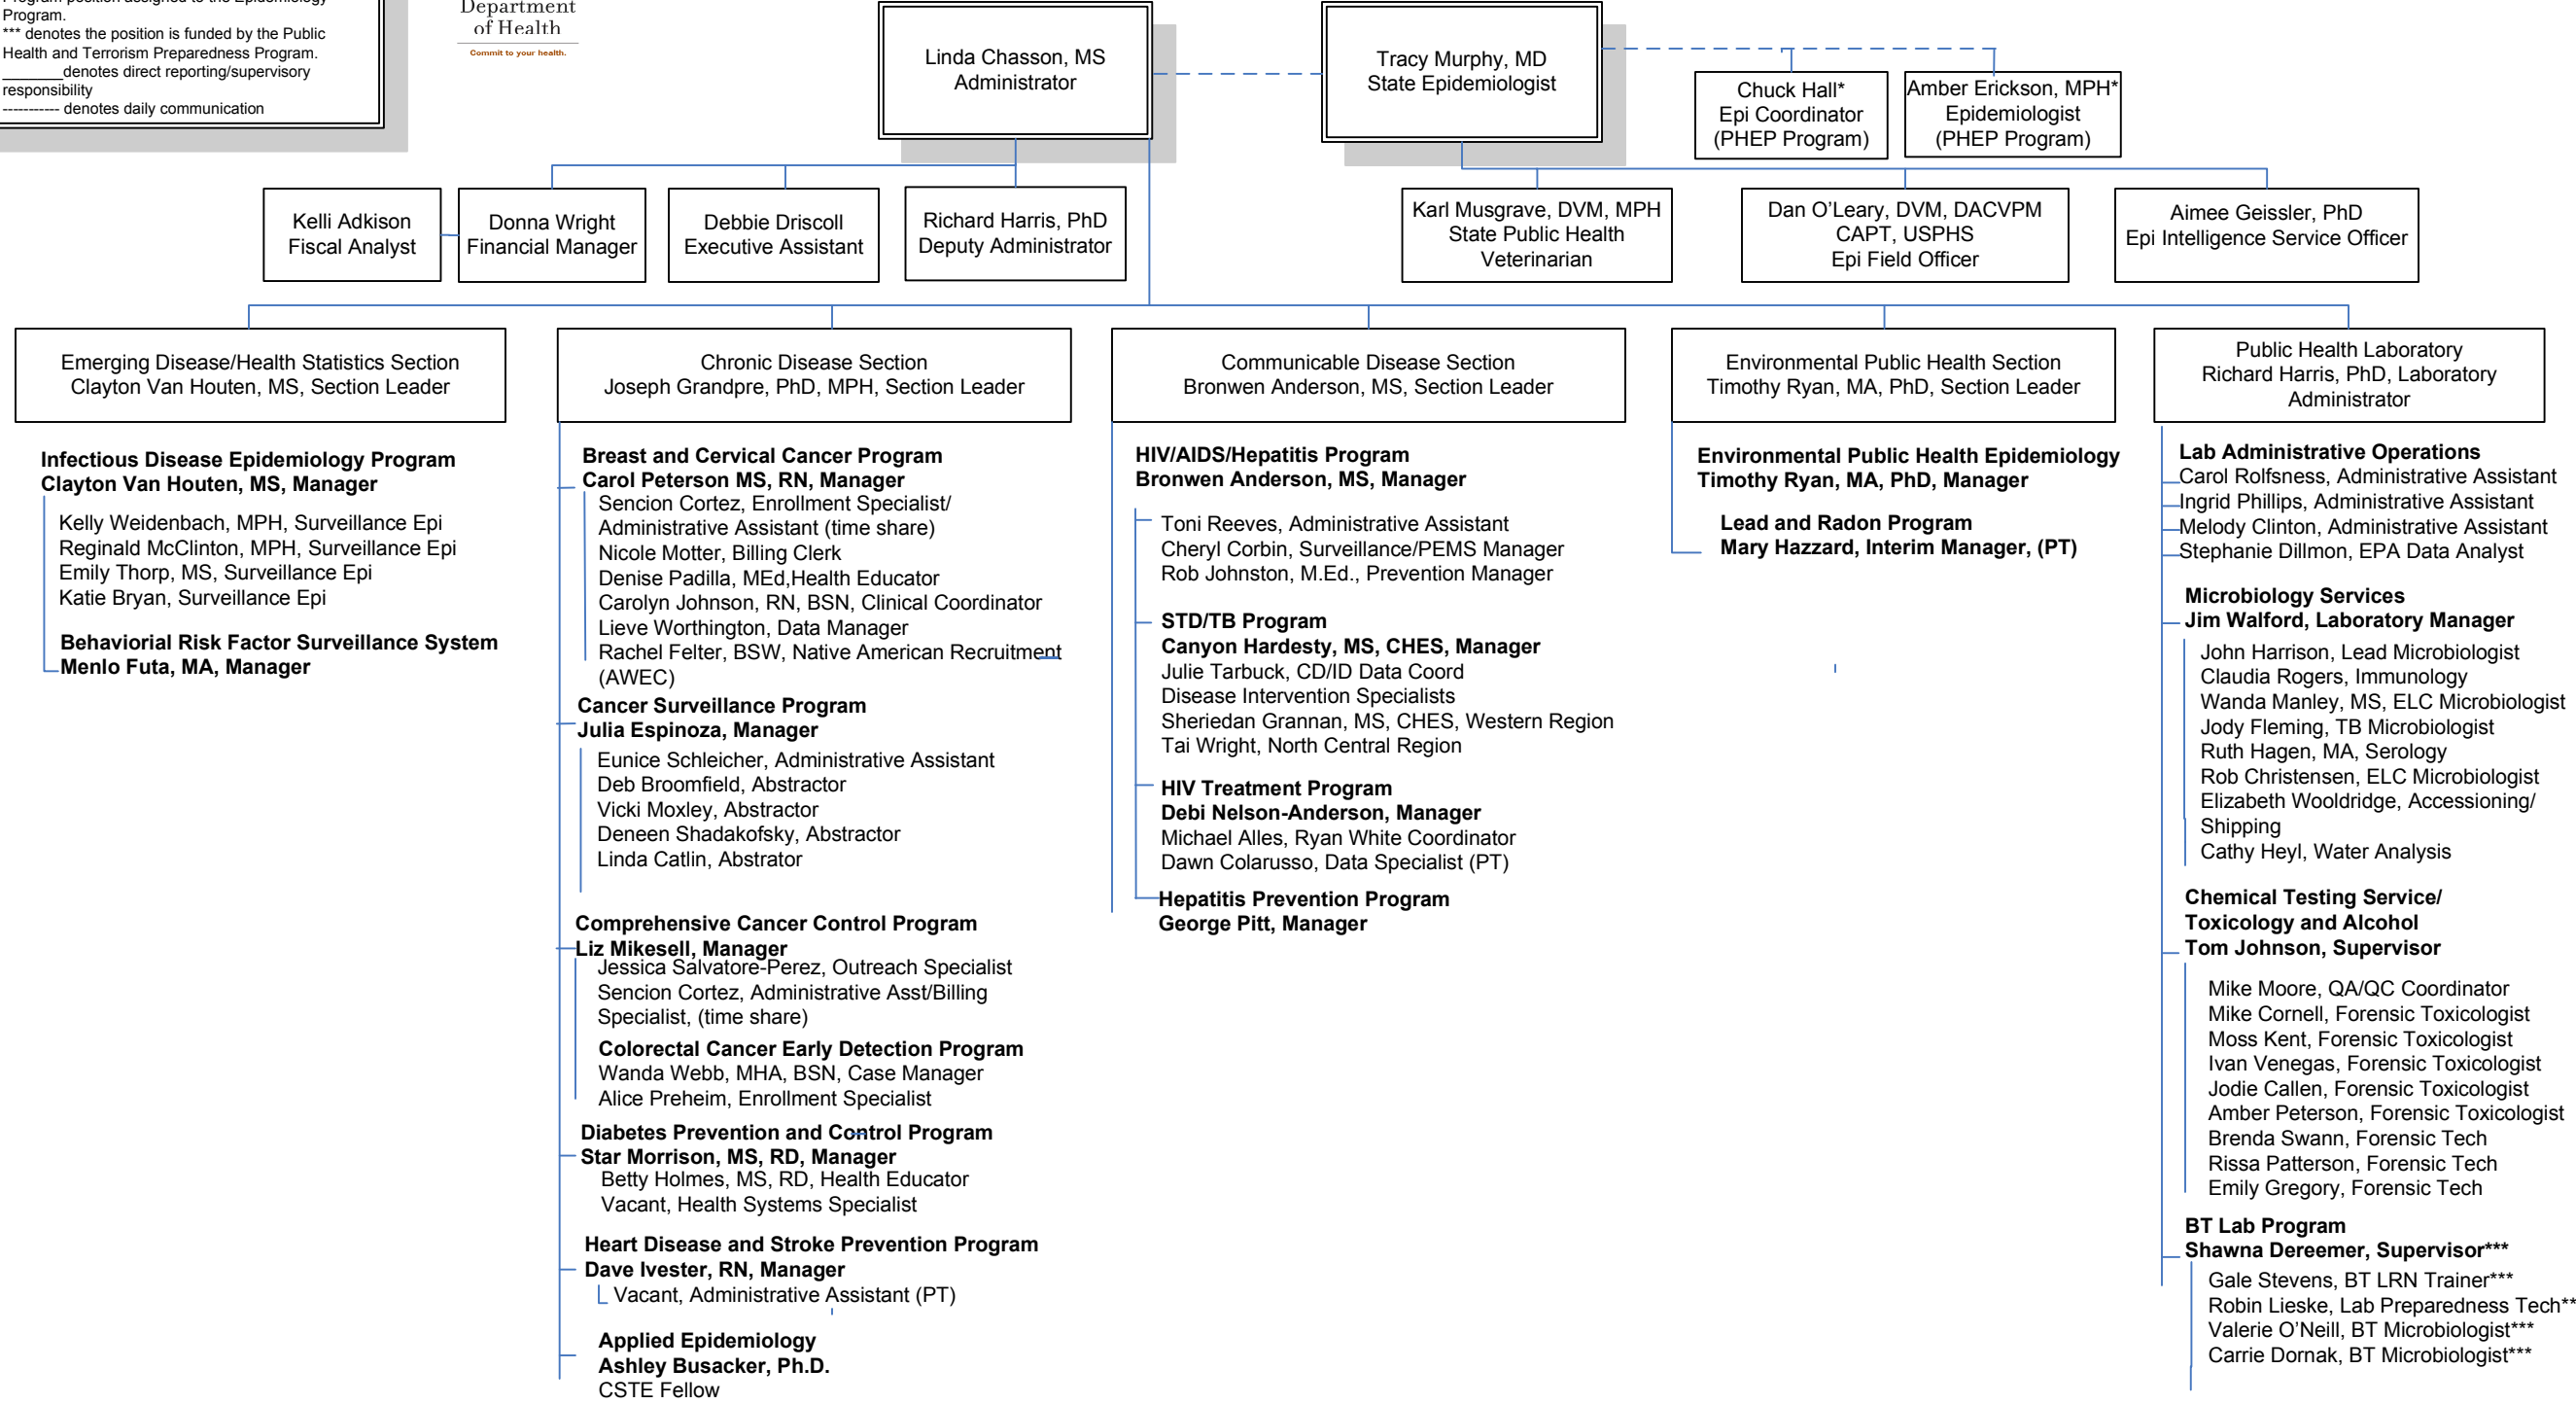 Program position assigned to the Epidemiology
Program.
*** denotes the position is funded by the Public
Health and Terrorism Preparedness Program.
_______denotes direct reporting/supervisory
responsibility
----------- denotes daily communication
Department
of Health
Commit to your health.
Linda Chasson, MS
Administrator
Tracy Murphy, MD
State Epidemiologist
Chuck Hall*
Epi Coordinator
(PHEP Program)
Amber Erickson, MPH*
Epidemiologist
(PHEP Program)
Kelli Adkison
Fiscal Analyst
Donna Wright
Financial Manager
Debbie Driscoll
Executive Assistant
Richard Harris, PhD
Deputy Administrator
Karl Musgrave, DVM, MPH
State Public Health
Veterinarian
Dan O’Leary, DVM, DACVPM
CAPT, USPHS
Epi Field Officer
Aimee Geissler, PhD
Epi Intelligence Service Officer
Emerging Disease/Health Statistics Section
Clayton Van Houten, MS, Section Leader
Chronic Disease Section
Joseph Grandpre, PhD, MPH, Section Leader
Communicable Disease Section
Bronwen Anderson, MS, Section Leader
Environmental Public Health Section
Timothy Ryan, MA, PhD, Section Leader
Public Health Laboratory
Richard Harris, PhD, Laboratory
Administrator
Infectious Disease Epidemiology Program
Clayton Van Houten, MS, Manager
Kelly Weidenbach, MPH, Surveillance Epi
Reginald McClinton, MPH, Surveillance Epi
Emily Thorp, MS, Surveillance Epi
Katie Bryan, Surveillance Epi
Behaviorial Risk Factor Surveillance System
Menlo Futa, MA, Manager
Breast and Cervical Cancer Program
Carol Peterson MS, RN, Manager
Sencion Cortez, Enrollment Specialist/
Administrative Assistant (time share)
Nicole Motter, Billing Clerk
Denise Padilla, MEd,Health Educator
Carolyn Johnson, RN, BSN, Clinical Coordinator
Lieve Worthington, Data Manager
Rachel Felter, BSW, Native American Recruitment
(AWEC)
Cancer Surveillance Program
Julia Espinoza, Manager
Eunice Schleicher, Administrative Assistant
Deb Broomfield, Abstractor
Vicki Moxley, Abstractor
Deneen Shadakofsky, Abstractor
Linda Catlin, Abstrator
Comprehensive Cancer Control Program
Liz Mikesell, Manager
Jessica Salvatore-Perez, Outreach Specialist
Sencion Cortez, Administrative Asst/Billing
Specialist, (time share)
Colorectal Cancer Early Detection Program
Wanda Webb, MHA, BSN, Case Manager
Alice Preheim, Enrollment Specialist
Diabetes Prevention and Control Program
Star Morrison, MS, RD, Manager
Betty Holmes, MS, RD, Health Educator
Vacant, Health Systems Specialist
Heart Disease and Stroke Prevention Program
Dave Ivester, RN, Manager
Vacant, Administrative Assistant (PT)
Applied Epidemiology
Ashley Busacker, Ph.D.
CSTE Fellow
HIV/AIDS/Hepatitis Program
Bronwen Anderson, MS, Manager
Toni Reeves, Administrative Assistant
Cheryl Corbin, Surveillance/PEMS Manager
Rob Johnston, M.Ed., Prevention Manager
STD/TB Program
Canyon Hardesty, MS, CHES, Manager
Julie Tarbuck, CD/ID Data Coord
Disease Intervention Specialists
Sheriedan Grannan, MS, CHES, Western Region
Tai Wright, North Central Region
HIV Treatment Program
Debi Nelson-Anderson, Manager
Michael Alles, Ryan White Coordinator
Dawn Colarusso, Data Specialist (PT)
Hepatitis Prevention Program
George Pitt, Manager
Environmental Public Health Epidemiology
Timothy Ryan, MA, PhD, Manager
Lead and Radon Program
Mary Hazzard, Interim Manager, (PT)
Lab Administrative Operations
Carol Rolfsness, Administrative Assistant
Ingrid Phillips, Administrative Assistant
Melody Clinton, Administrative Assistant
Stephanie Dillmon, EPA Data Analyst
Microbiology Services
Jim Walford, Laboratory Manager
John Harrison, Lead Microbiologist
Claudia Rogers, Immunology
Wanda Manley, MS, ELC Microbiologist
Jody Fleming, TB Microbiologist
Ruth Hagen, MA, Serology
Rob Christensen, ELC Microbiologist
Elizabeth Wooldridge, Accessioning/
Shipping
Cathy Heyl, Water Analysis
Chemical Testing Service/
Toxicology and Alcohol
Tom Johnson, Supervisor
Mike Moore, QA/QC Coordinator
Mike Cornell, Forensic Toxicologist
Moss Kent, Forensic Toxicologist
Ivan Venegas, Forensic Toxicologist
Jodie Callen, Forensic Toxicologist
Amber Peterson, Forensic Toxicologist
Brenda Swann, Forensic Tech
Rissa Patterson, Forensic Tech
Emily Gregory, Forensic Tech
BT Lab Program
Shawna Dereemer, Supervisor***
Gale Stevens, BT LRN Trainer***
Robin Lieske, Lab Preparedness Tech**
Valerie O’Neill, BT Microbiologist***
Carrie Dornak, BT Microbiologist***